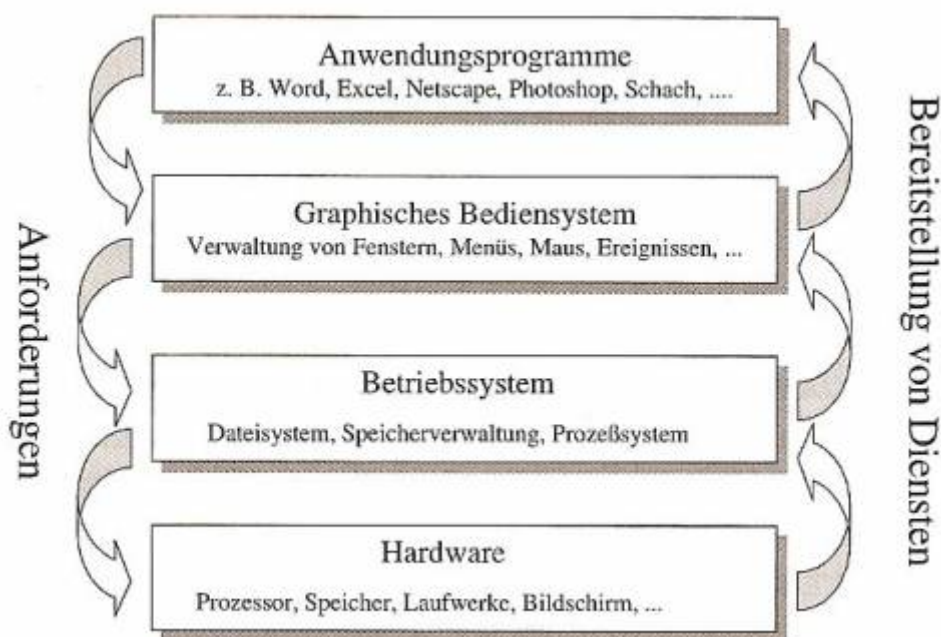 Anwendungsprogramme
z. B. Word, Excel, Netscape, Photoshop, Schach, ....
Graphisches Bediensystem
Verwaltung von Fenstern, Menüs, Maus, Ereignissen, ...
Betriebssystem
Dateisystem, Speicherverwaltung, Prozeßsystem
Hardware
Prozessor, Speicher, Laufwerke, Bildschirm, ...
Anforderungen
Bereitstellung von Diensten